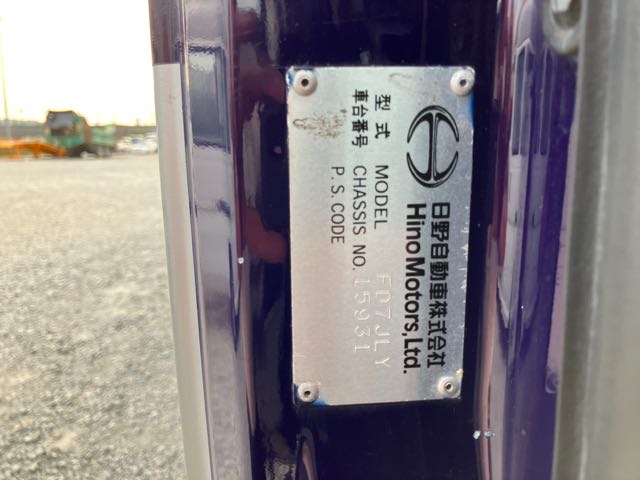 日野自動車株式会社
Hino Motors, Ltd.
型式 MODEL FD7JLY
車台番号 CHASSIS NO. 15931
P. S. CODE